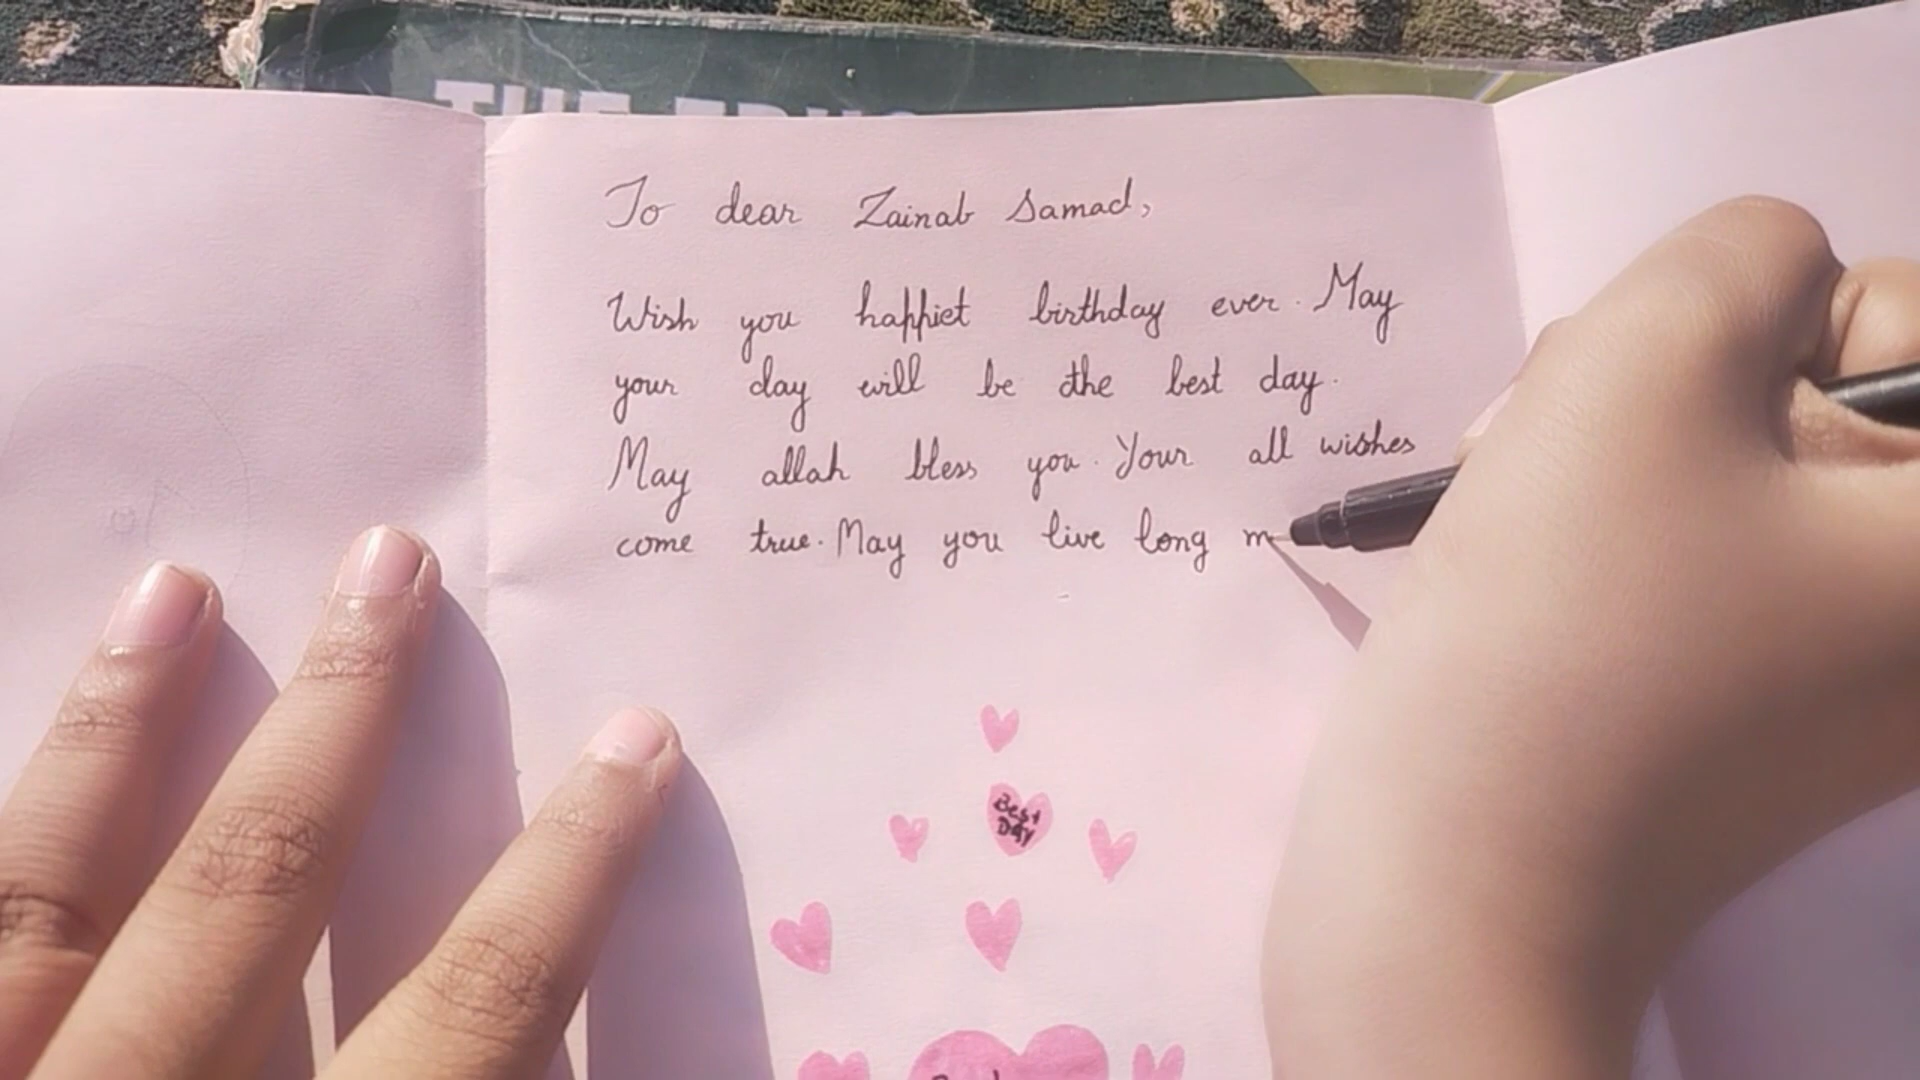 To dear Zainab Samad,
Wish you happiet birthday ever. May
your day will be the best day.
May allah bless you. Your all wishes
come true. May you live long m
Best
DAY